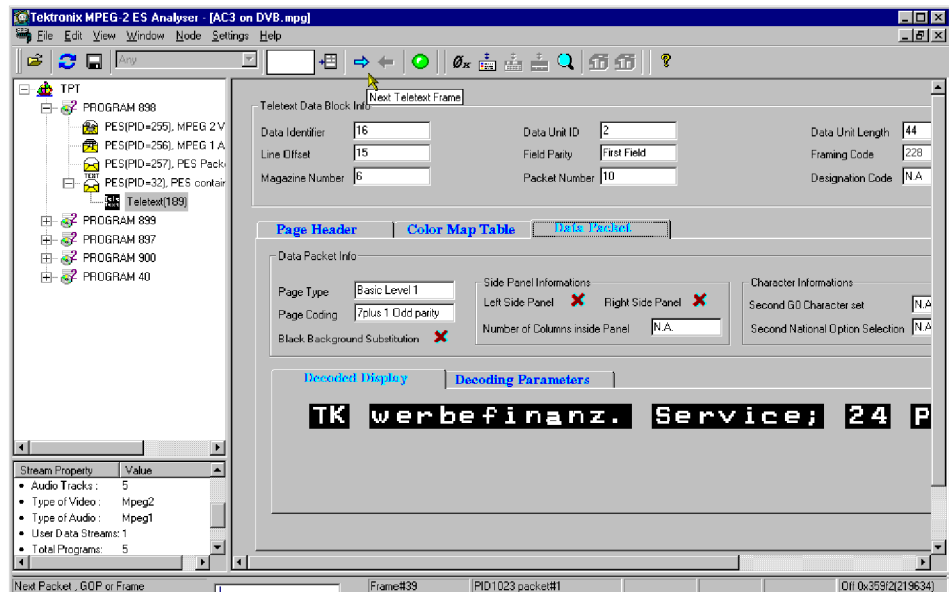 Tektronix MPEG-2 ES Analyser - [AC3 on DVB.mpg]
File Edit View Window Node Settings Help
Any
Next Teletext Frame
TPT
PROGRAM 898
PES(PID=255), MPEG 2 V
PES(PID=256), MPEG 1 A
PES(PID=257), PES Pack
TEXT
PES(PID=32), PES contair
Teletext(189)
PROGRAM 899
PROGRAM 897
PROGRAM 900
PROGRAM 40
Stream Property Value
Audio Tracks : 5
Type of Video : Mpeg2
Type of Audio : Mpeg1
User Data Streams: 1
Total Programs: 5
Teletext Data Block Info
Data Identifier 16 Data Unit ID 2 Data Unit Length 44
Line Offset 15 Field Parity First Field Framing Code 228
Magazine Number 6 Packet Number 10 Designation Code N.A
Page Header Color Map Table Data Packet
Data Packet Info
Page Type Basic Level 1
Page Coding 7plus 1 Odd parity
Black Background Substitution
Side Panel Informations
Left Side Panel Right Side Panel
Number of Columns inside Panel N.A.
Character Informations
Second G0 Character set N.A
Second National Option Selection N.A
Decoded Display Decoding Parameters
TK werbefinanz. Service; 24 P
Next Packet , GOP or Frame Frame#39 PID1023 packet#1 Off 0x359f2(219634)